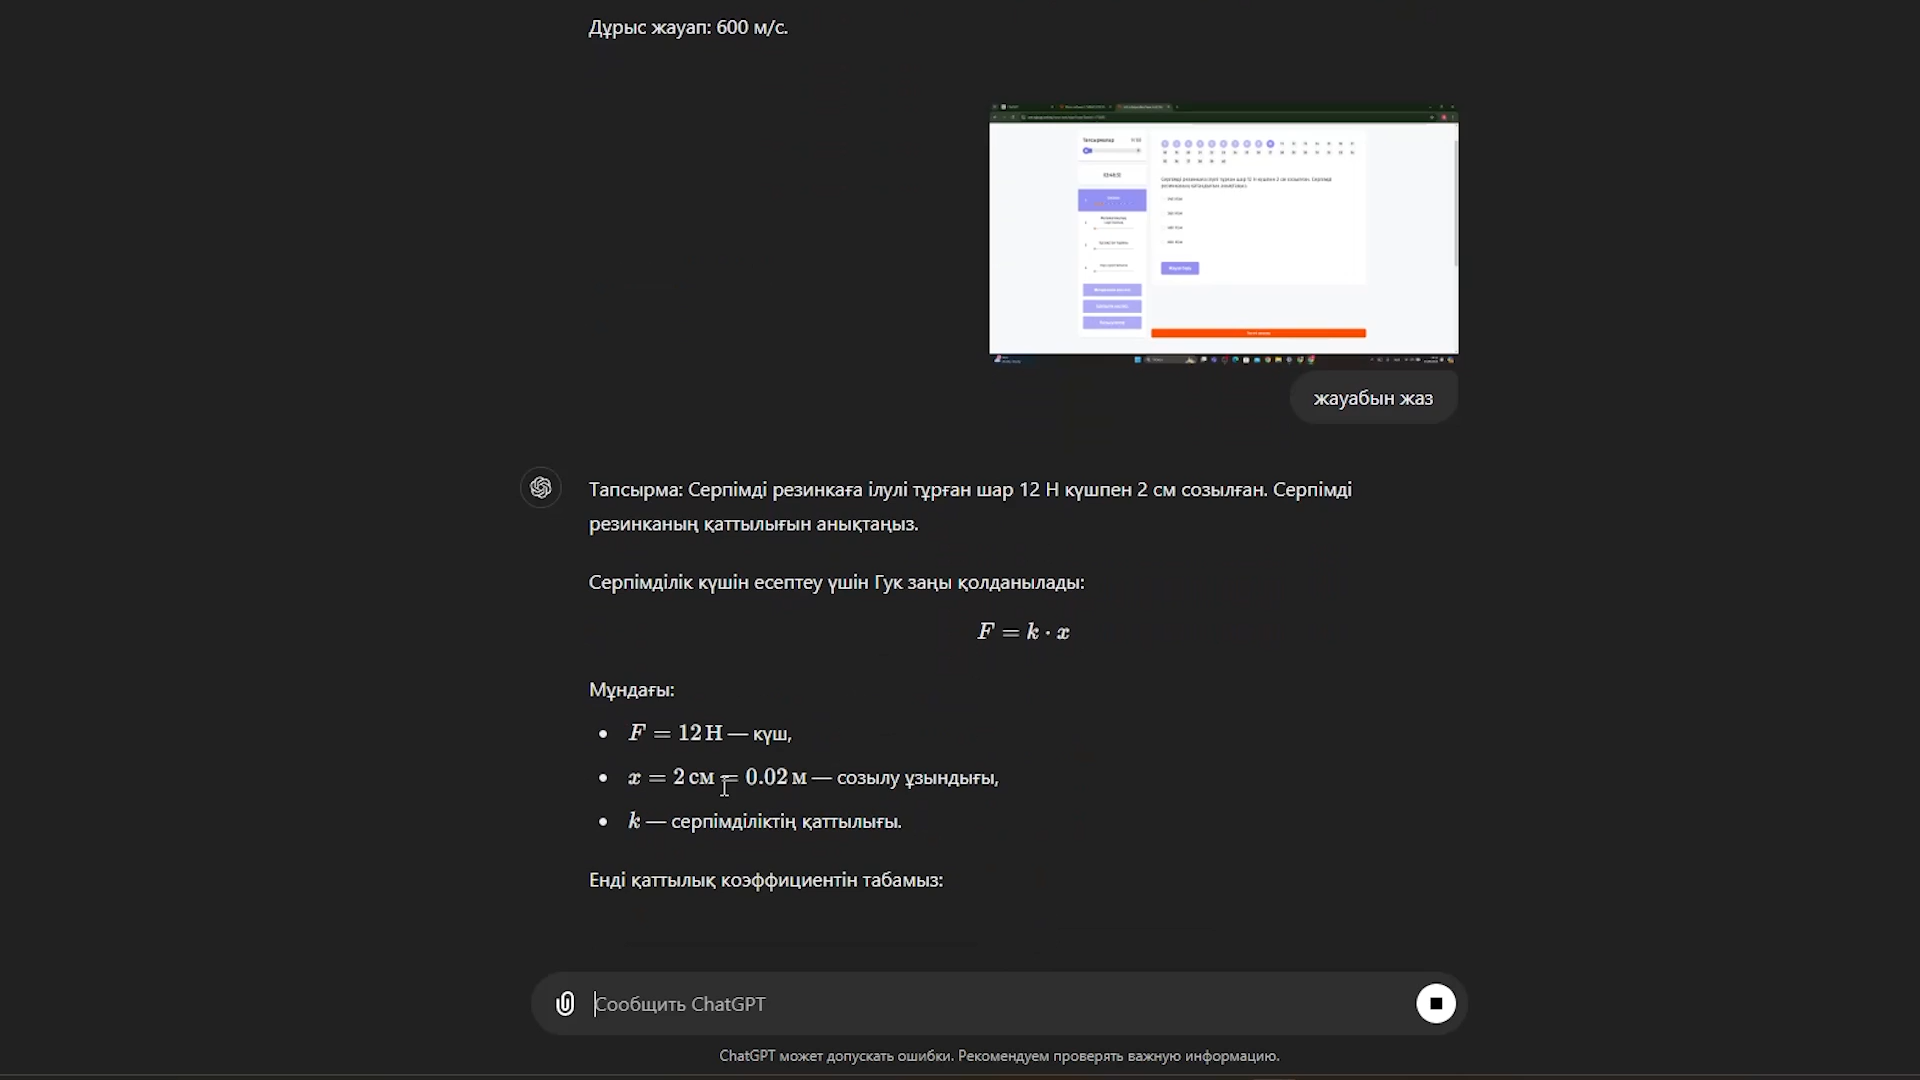 Дұрыс жауап: 600 м/с.
жауабын жаз
Тапсырма: Серпімді резинкаға ілулі тұрған шар 12 Н күшпен 2 см созылған. Серпімді
резинканың қаттылығын анықтаңыз.
Серпімділік күшін есептеу үшін Гук заңы қолданылады:
F = k · x
Мұндағы:
F = 12 Н — күш,
x = 2 см = 0.02 м — созылу ұзындығы,
k — серпімділіктің қаттылығы.
Енді қаттылық коэффициентін табамыз:
Сообщить ChatGPT
ChatGPT может допускать ошибки. Рекомендуем проверять важную информацию.